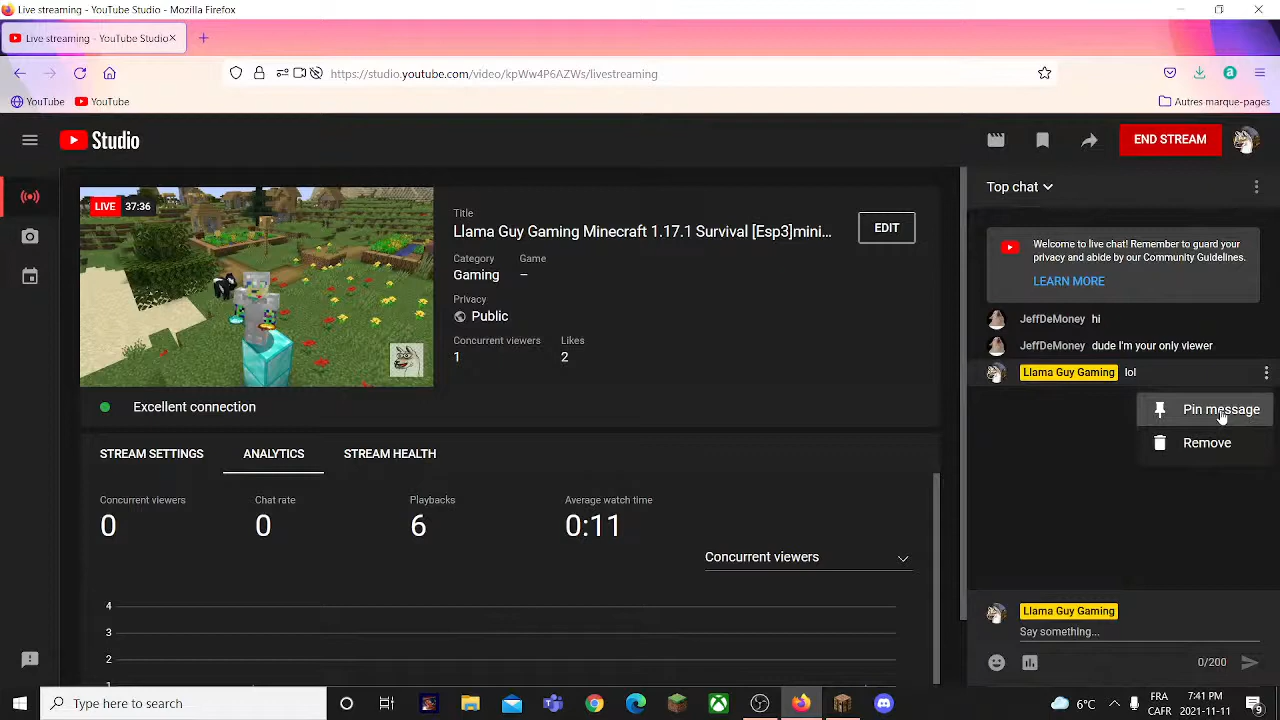 Live streaming - YouTube Studio - Mozilla Firefox
Live streaming - YouTube Studio
https://studio.youtube.com/video/kpWw4P6AZWs/livestreaming
YouTube
YouTube
Autres marque-pages
Studio
END STREAM
LIVE 37:36
Title
Llama Guy Gaming Minecraft 1.17.1 Survival [Esp3]mini...
EDIT
Category Game
Gaming –
Privacy
Public
Concurrent viewers Likes
1 2
Excellent connection
STREAM SETTINGS ANALYTICS STREAM HEALTH
Concurrent viewers Chat rate Playbacks Average watch time
0 0 6 0:11
Concurrent viewers
4
3
2
1
Top chat
Welcome to live chat! Remember to guard your
privacy and abide by our Community Guidelines.
LEARN MORE
JeffDeMoney hi
JeffDeMoney dude I'm your only viewer
Llama Guy Gaming lol
Pin message
Remove
Llama Guy Gaming
Say something...
0/200
Type here to search
6°C
FRA
CAFR
7:41 PM
2021-11-11
9